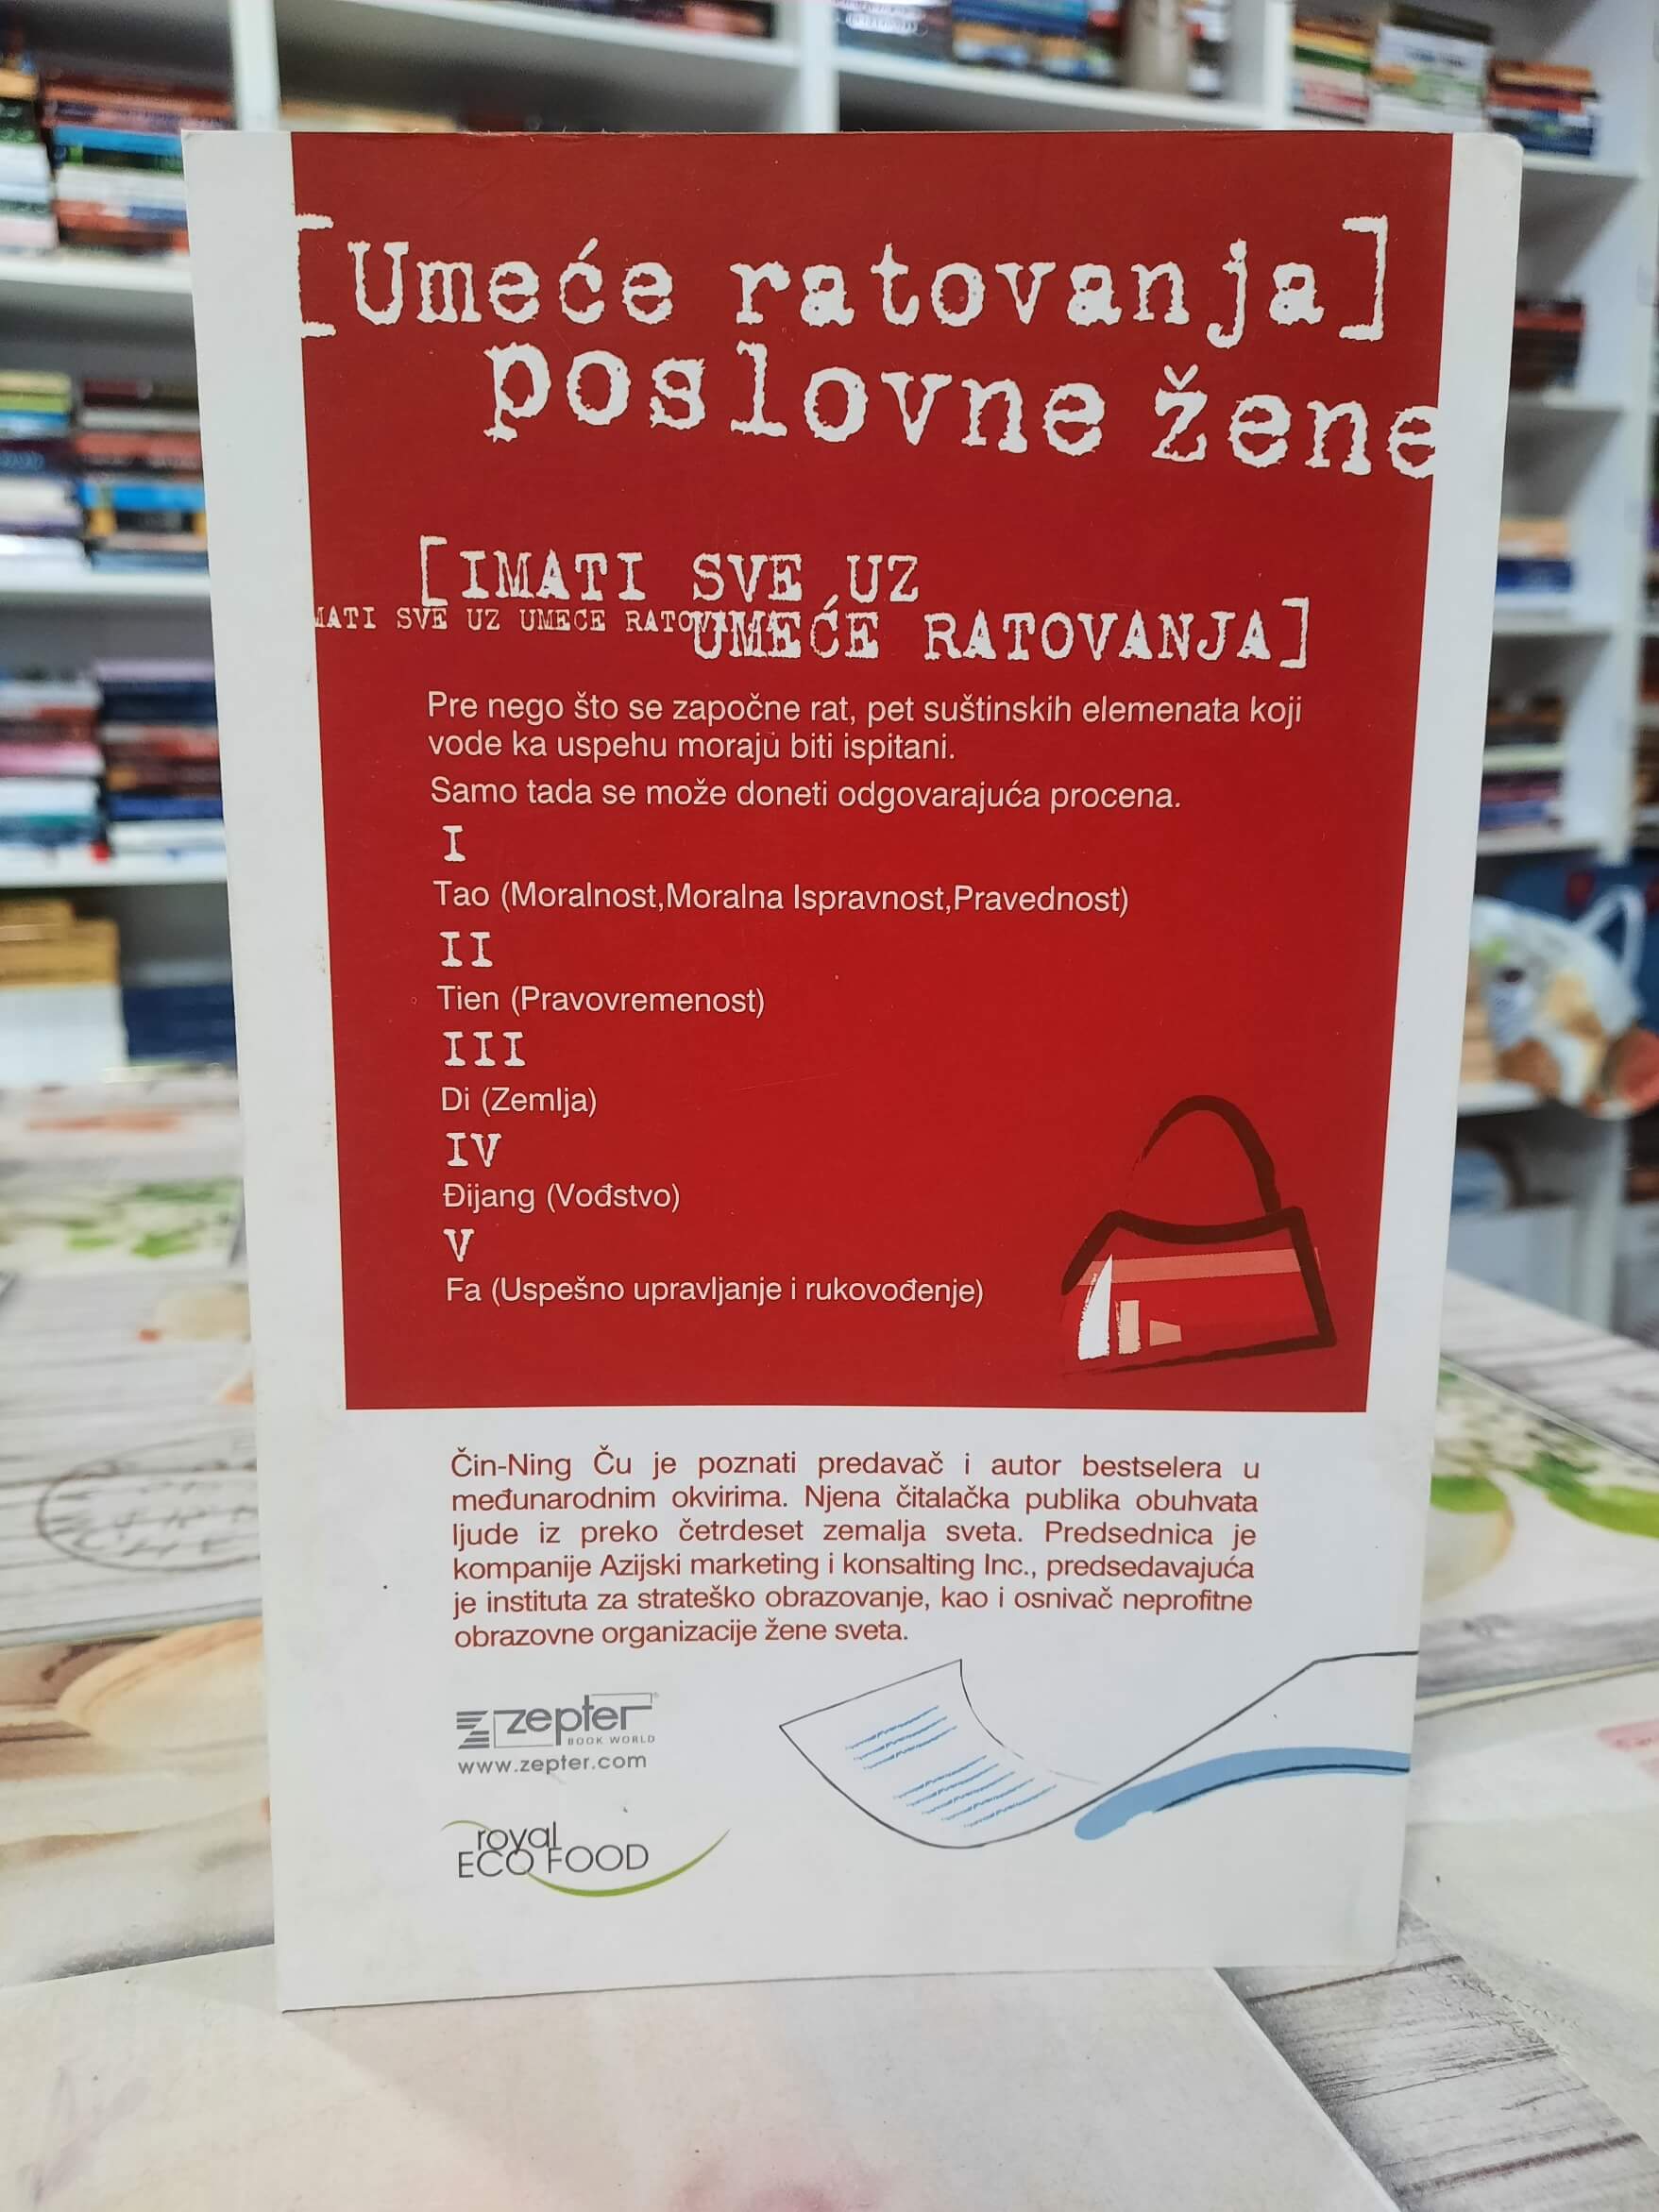 [Umeće ratovanja]
poslovne žene
[IMATI SVE UZ
MATI SVE UZ UMEĆE
UMEĆE RATOVANJA]
Pre nego što se započne rat, pet suštinskih elemenata koji
vode ka uspehu moraju biti ispitani.
Samo tada se može doneti odgovarajuća procena.
I
Tao (Moralnost,Moralna Ispravnost,Pravednost)
II
Tien (Pravovremenost)
III
Di (Zemlja)
IV
Đijang (Vođstvo)
V
Fa (Uspešno upravljanje i rukovođenje)
Čin-Ning Ču je poznati predavač i autor bestselera u
međunarodnim okvirima. Njena čitalačka publika obuhvata
ljude iz preko četrdeset zemalja sveta. Predsednica je
kompanije Azijski marketing i konsalting Inc., predsedavajuća
je instituta za strateško obrazovanje, kao i osnivač neprofitne
obrazovne organizacije žene sveta.
zepter
BOOK WORLD
www.zepter.com
royal
ECO FOOD